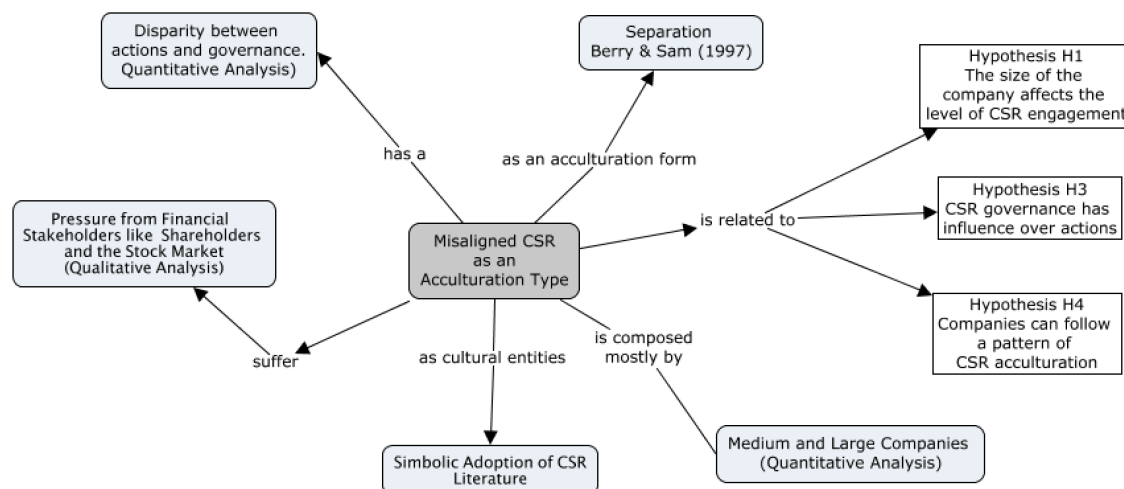 Disparity between
actions and governance.
Quantitative Analysis)
Separation
Berry & Sam (1997)
Hypothesis H1
The size of the
company affects the
level of CSR engagement
has a
as an acculturation form
Hypothesis H3
CSR governance has
influence over actions
is related to
Pressure from Financial
Stakeholders like Shareholders
and the Stock Market
(Qualitative Analysis)
Misaligned CSR
as an
Acculturation Type
Hypothesis H4
Companies can follow
a pattern of
CSR acculturation
suffer
as cultural entities
is composed
mostly by
Simbolic Adoption of CSR
Literature
Medium and Large Companies
(Quantitative Analysis)